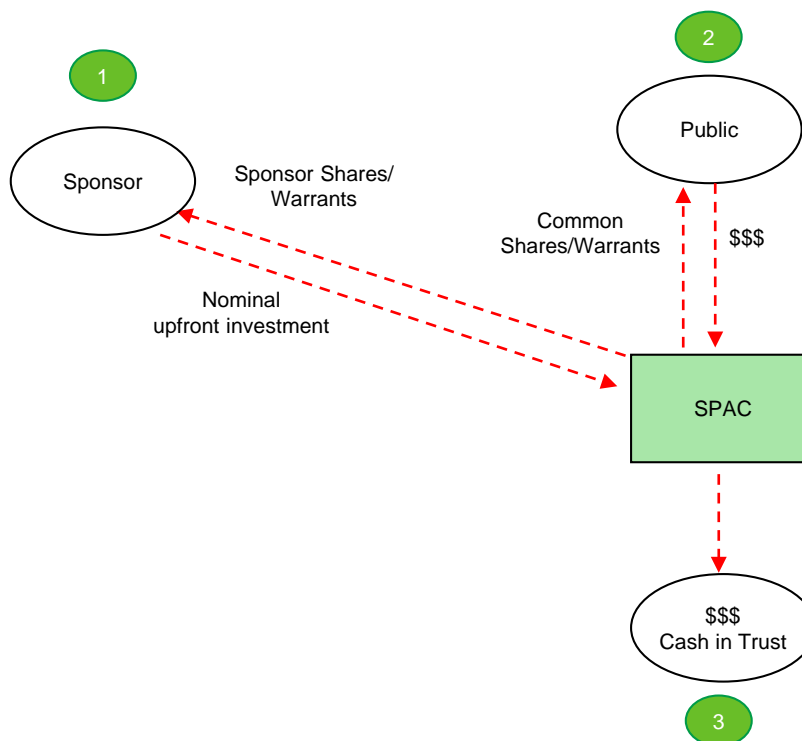 1
2
Sponsor
Public
Sponsor Shares/
Warrants
Common
Shares/Warrants
$$$
Nominal
upfront investment
SPAC
$$$
Cash in Trust
3